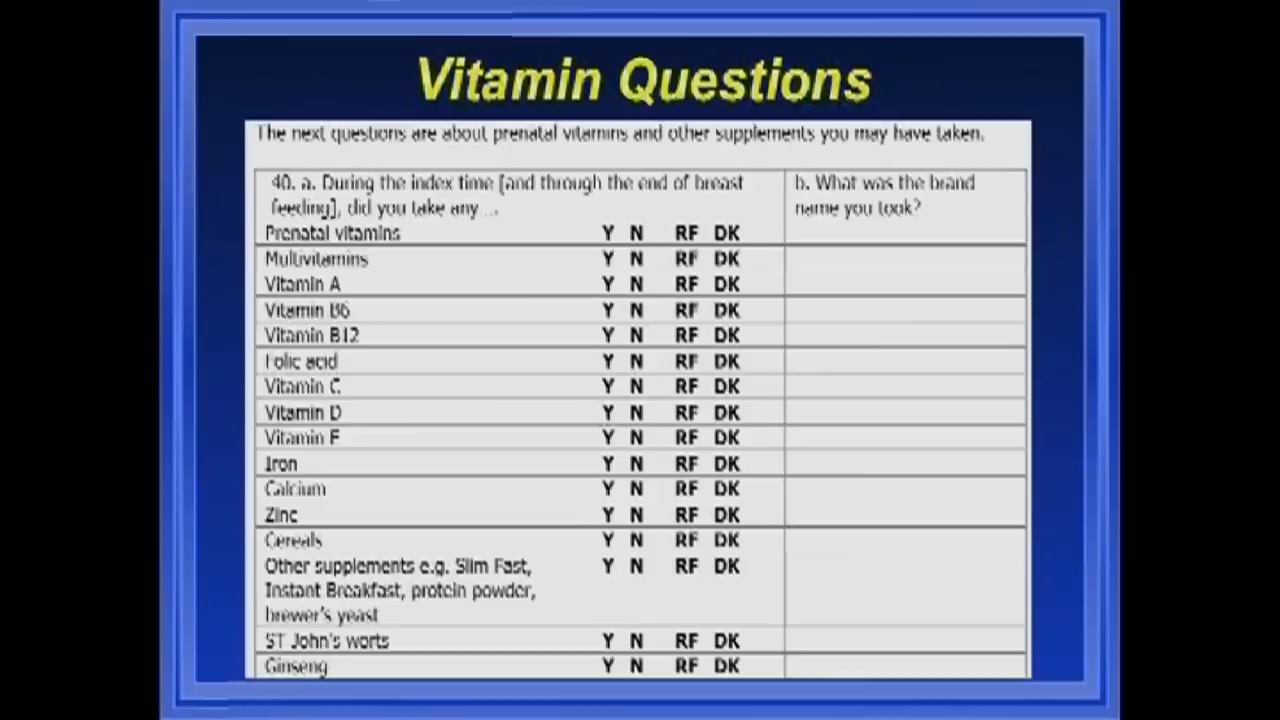 Vitamin Questions
The next questions are about prenatal vitamins and other supplements you may have taken.
40. a. During the index time [and through the end of breast feeding], did you take any...
b. What was the brand name you took?
Prenatal vitamins Y N RF DK
Multivitamins Y N RF DK
Vitamin A Y N RF DK
Vitamin B6 Y N RF DK
Vitamin B12 Y N RF DK
Folic acid Y N RF DK
Vitamin C Y N RF DK
Vitamin D Y N RF DK
Vitamin E Y N RF DK
Iron Y N RF DK
Calcium Y N RF DK
Zinc Y N RF DK
Cereals Y N RF DK
Other supplements e.g. Slim Fast, Y N RF DK
Instant Breakfast, protein powder,
brewer's yeast
ST John's worts Y N RF DK
Ginseng Y N RF DK